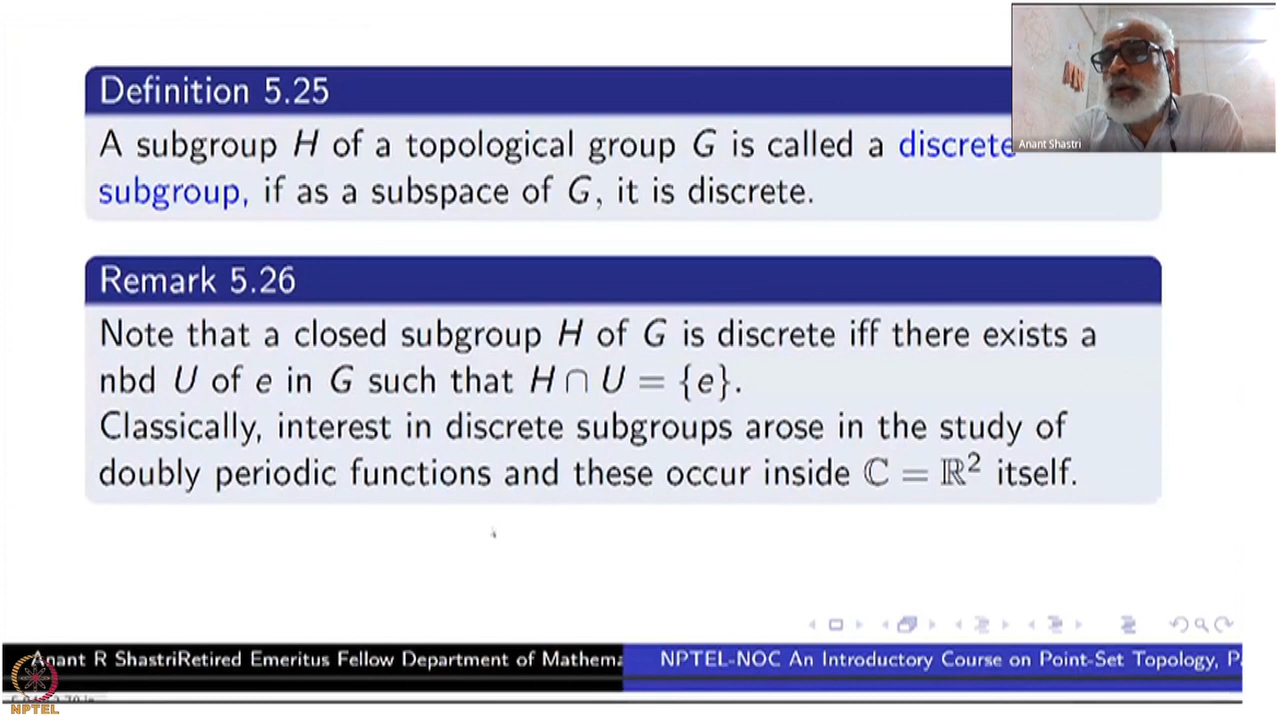 Definition 5.25
Anant Shastri
A subgroup H of a topological group G is called a discrete
subgroup, if as a subspace of G, it is discrete.
Remark 5.26
Note that a closed subgroup H of G is discrete iff there exists a
nbd U of e in G such that H ∩ U = {e}.
Classically, interest in discrete subgroups arose in the study of
doubly periodic functions and these occur inside ℂ = ℝ² itself.
Anant R ShastriRetired Emeritus Fellow Department of Mathema
NPTEL-NOC An Introductory Course on Point-Set Topology, P
NPTEL